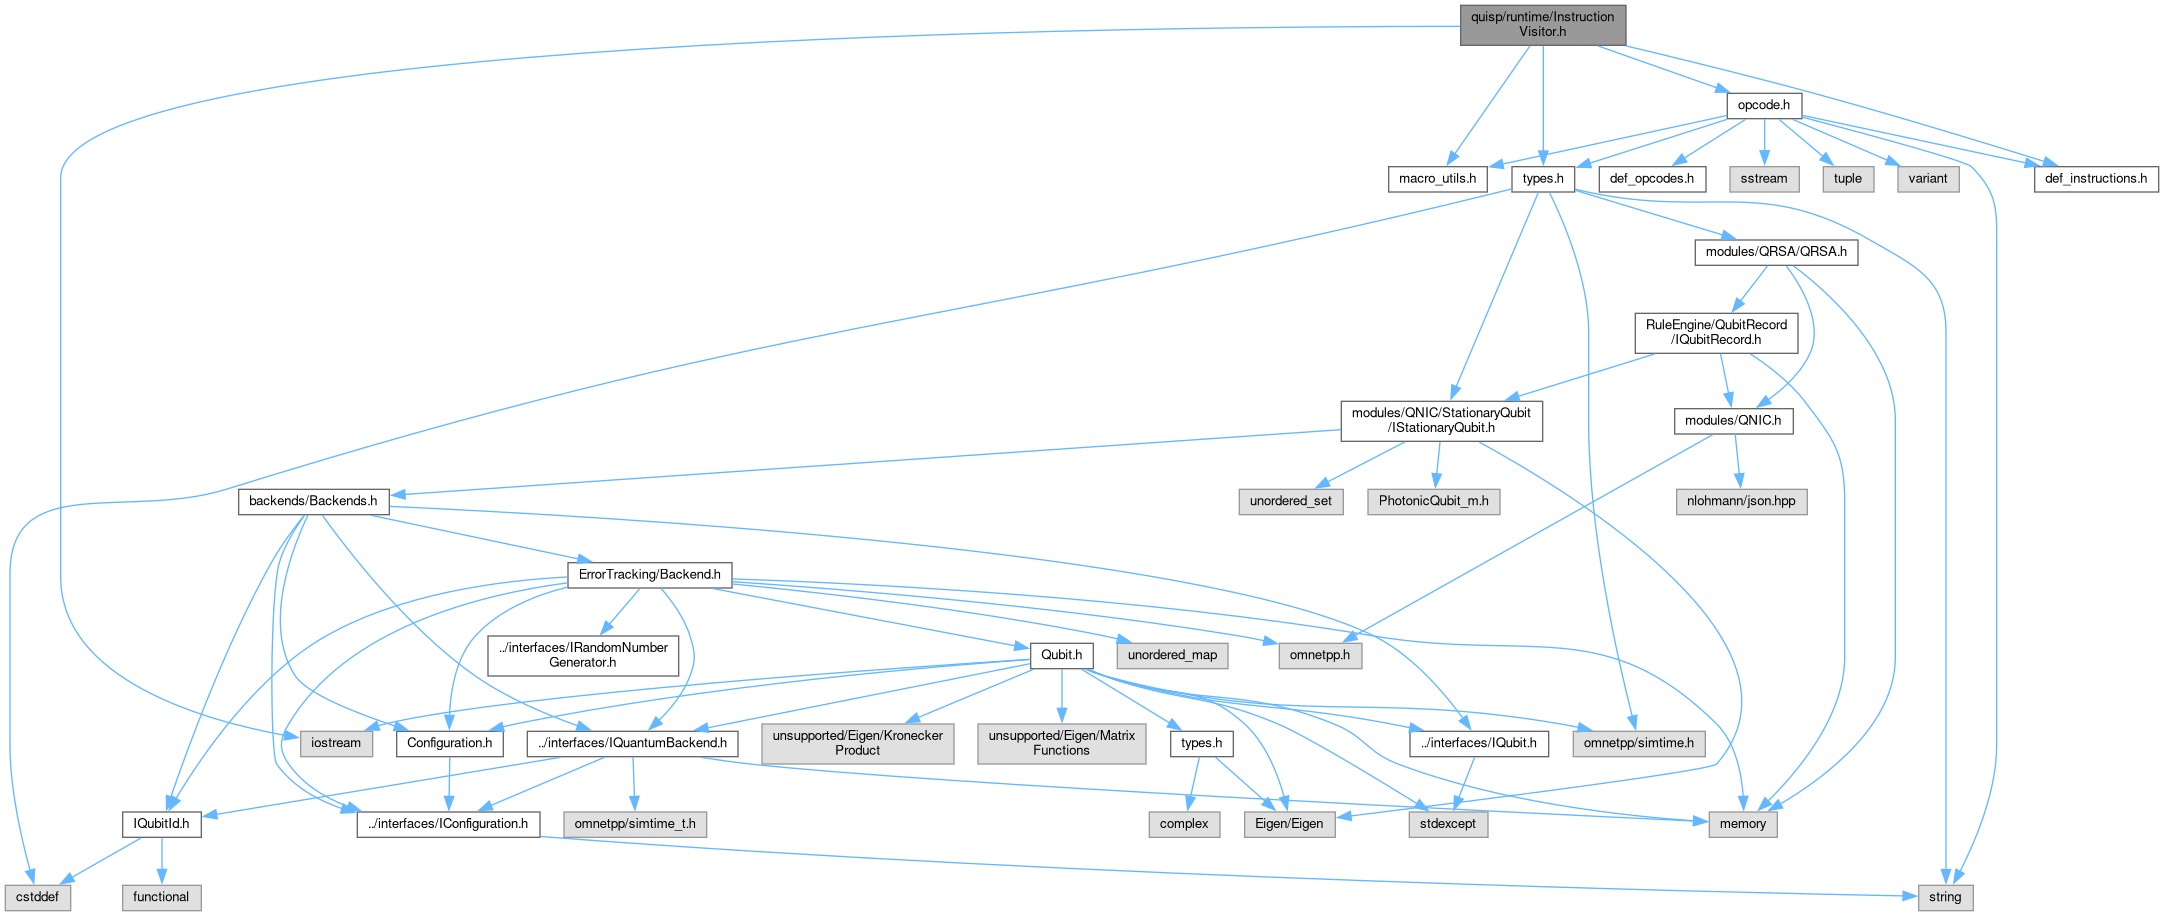 quisp/runtime/Instruction
Visitor.h
opcode.h
macro_utils.h
types.h
def_opcodes.h
sstream
tuple
variant
def_instructions.h
modules/QRSA/QRSA.h
RuleEngine/QubitRecord
/IQubitRecord.h
modules/QNIC/StationaryQubit
/IStationaryQubit.h
modules/QNIC.h
backends/Backends.h
unordered_set
PhotonicQubit_m.h
nlohmann/json.hpp
ErrorTracking/Backend.h
../interfaces/IRandomNumber
Generator.h
Qubit.h
unordered_map
omnetpp.h
iostream
Configuration.h
../interfaces/IQuantumBackend.h
unsupported/Eigen/Kronecker
Product
unsupported/Eigen/Matrix
Functions
types.h
../interfaces/IQubit.h
omnetpp/simtime.h
IQubitId.h
../interfaces/IConfiguration.h
omnetpp/simtime_t.h
complex
Eigen/Eigen
stdexcept
memory
cstddef
functional
string